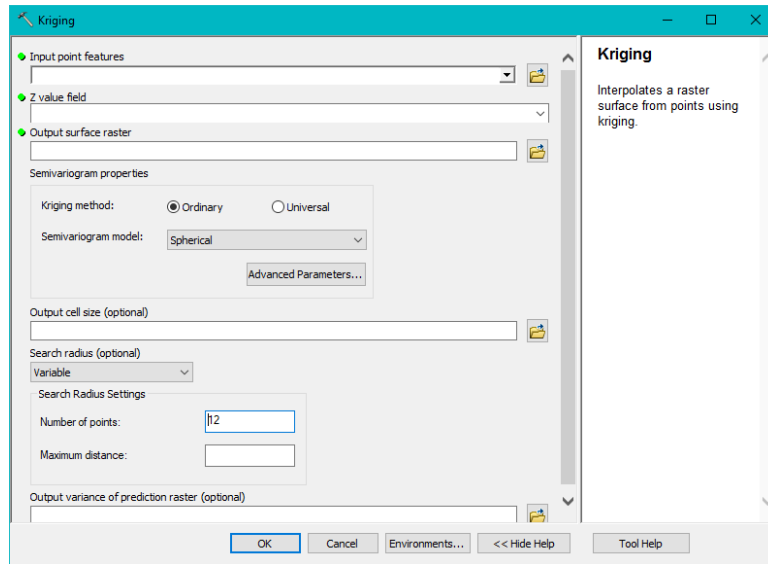 Kriging
Input point features
Z value field
Output surface raster
Semivariogram properties
Kriging method:
Ordinary
Universal
Semivariogram model:
Spherical
Advanced Parameters...
Output cell size (optional)
Search radius (optional)
Variable
Search Radius Settings
Number of points:
12
Maximum distance:
Output variance of prediction raster (optional)
OK
Cancel
Environments...
<< Hide Help
Tool Help
Kriging
Interpolates a raster
surface from points using
kriging.